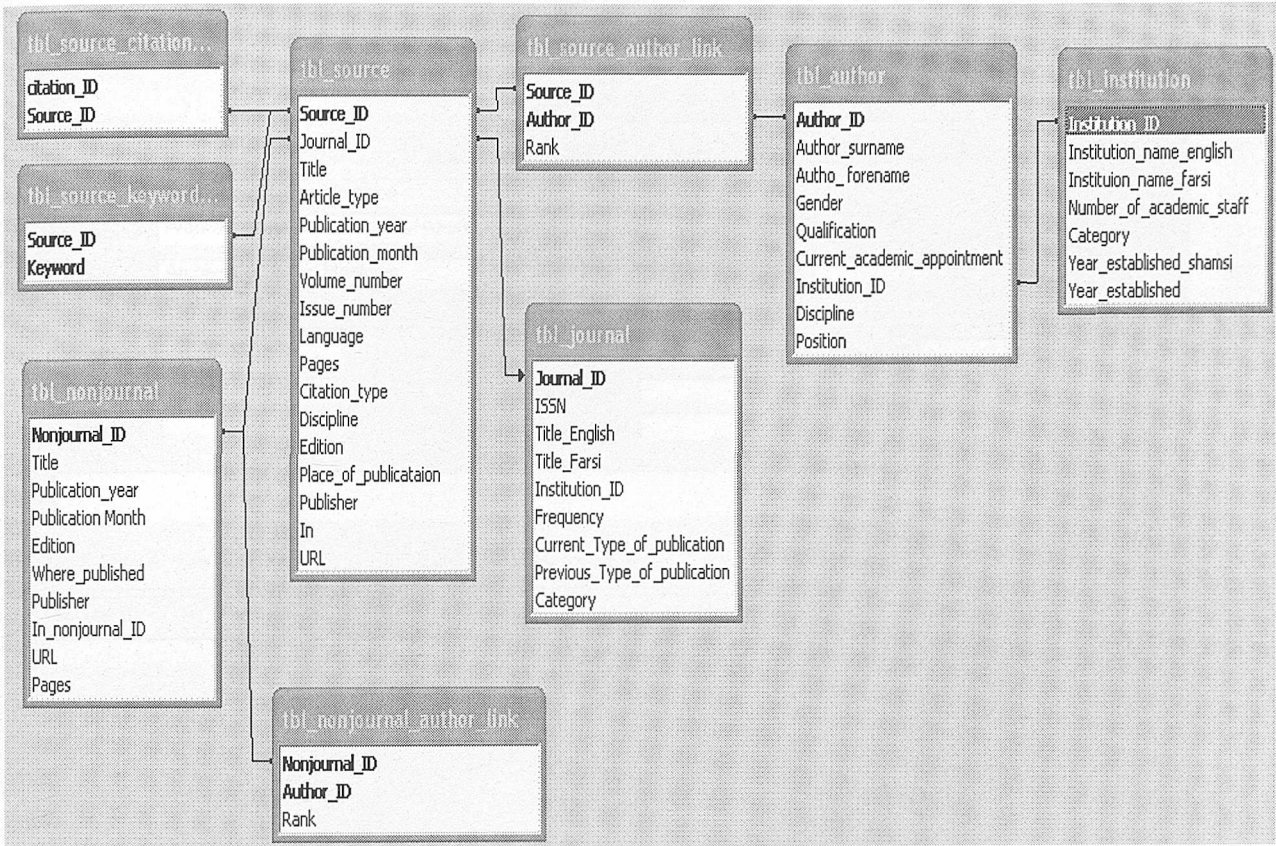 tbl_source_citation...
citation_ID
Source_ID
tbl_source_keyword...
Source_ID
Keyword
tbl_nonjournal
Nonjournal_ID
Title
Publication_year
Publication Month
Edition
Where_published
Publisher
In_nonjournal_ID
URL
Pages
tbl_source
Source_ID
Journal_ID
Title
Article_type
Publication_year
Publication_month
Volume_number
Issue_number
Language
Pages
Citation_type
Discipline
Edition
Place_of_publicataion
Publisher
In
URL
tbl_nonjournal_author_link
Nonjournal_ID
Author_ID
Rank
tbl_source_author_link
Source_ID
Author_ID
Rank
tbl_journal
Journal_ID
ISSN
Title_English
Title_Farsi
Institution_ID
Frequency
Current_Type_of_publication
Previous_Type_of_publication
Category
tbl_author
Author_ID
Author_surname
Autho_forename
Gender
Qualification
Current_academic_appointment
Institution_ID
Discipline
Position
tbl_institution
Institution_ID
Institution_name_english
Instituion_name_farsi
Number_of_academic_staff
Category
Year_established_shamsi
Year_established